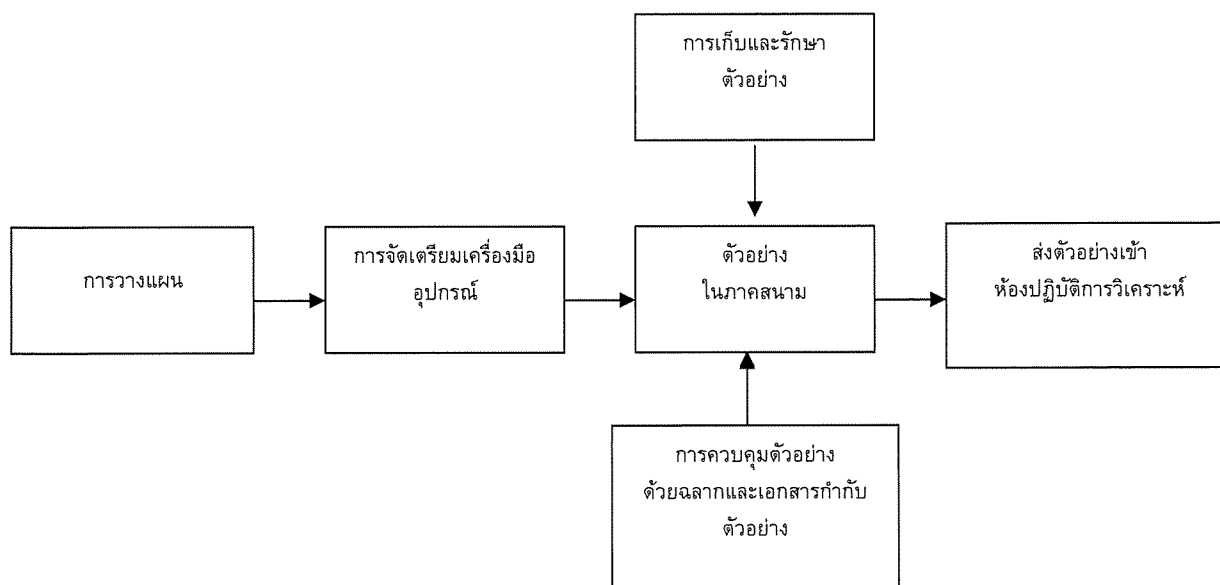 การเก็บและรักษา
ตัวอย่าง
การวางแผน
การจัดเตรียมเครื่องมือ
อุปกรณ์
ตัวอย่าง
ในภาคสนาม
ส่งตัวอย่างเข้า
ห้องปฏิบัติการวิเคราะห์
การควบคุมตัวอย่าง
ด้วยฉลากและเอกสารกำกับ
ตัวอย่าง